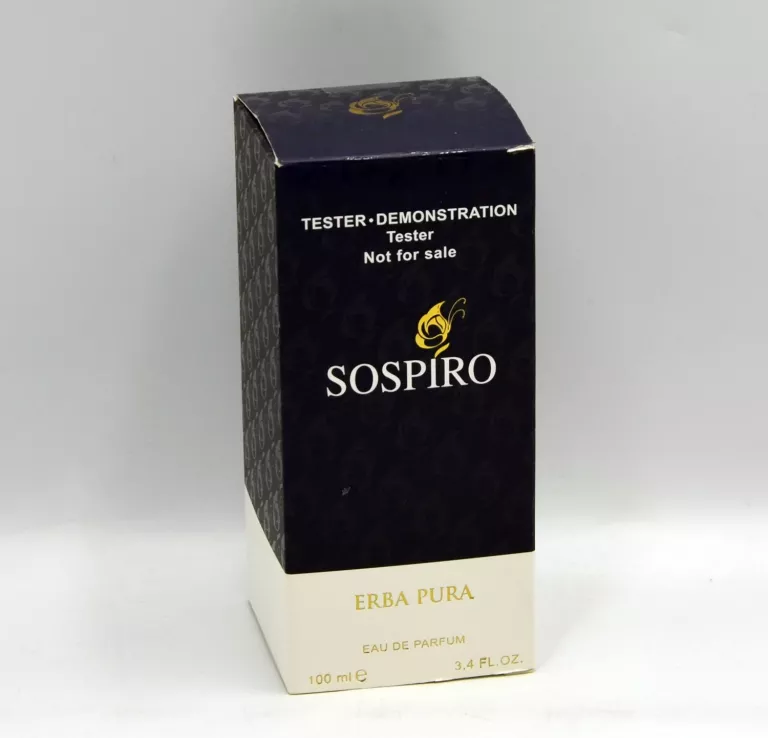 TESTER•DEMONSTRATION
Tester
Not for sale
SOSPIRO
ERBA PURA
EAU DE PARFUM
100 ml ℮
3.4 FL.OZ.